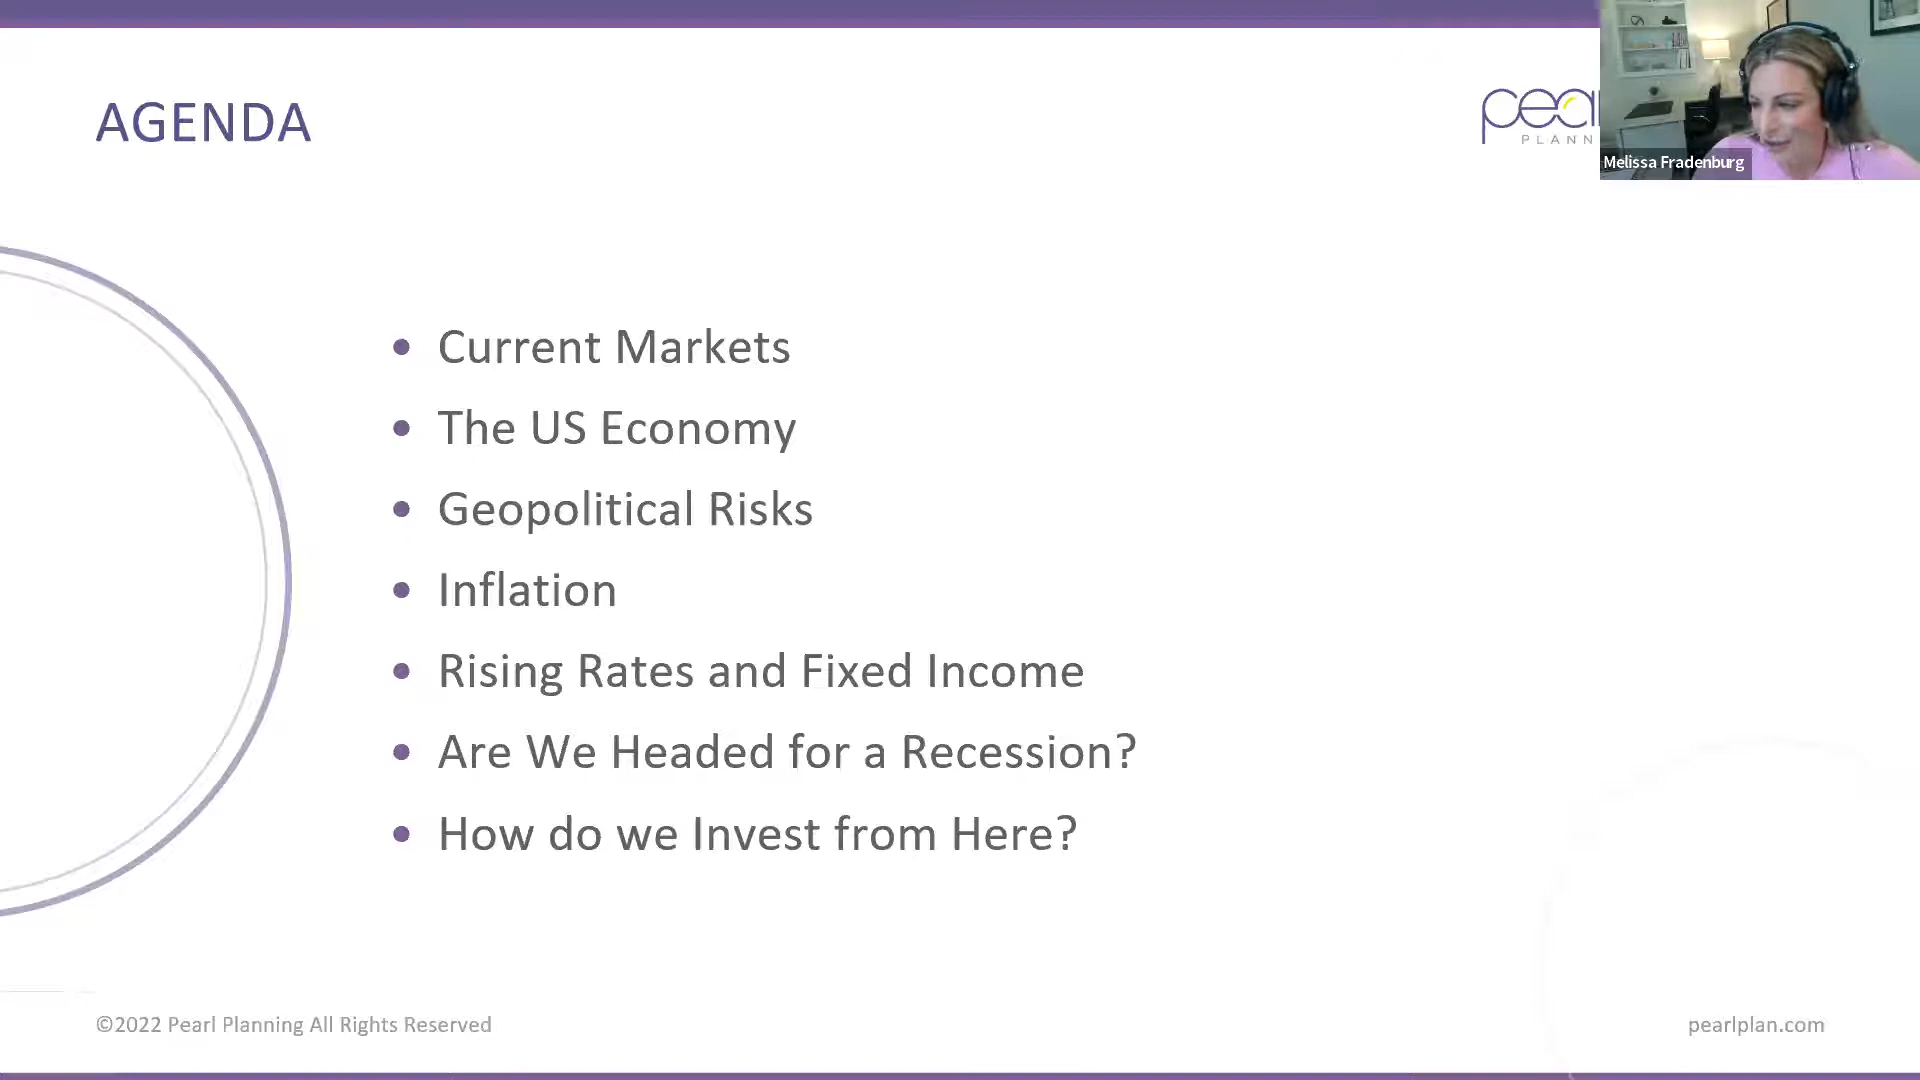 AGENDA
PLANN
Melissa Fradenburg
• Current Markets
• The US Economy
• Geopolitical Risks
• Inflation
• Rising Rates and Fixed Income
• Are We Headed for a Recession?
• How do we Invest from Here?
©2022 Pearl Planning All Rights Reserved
pearlplan.com